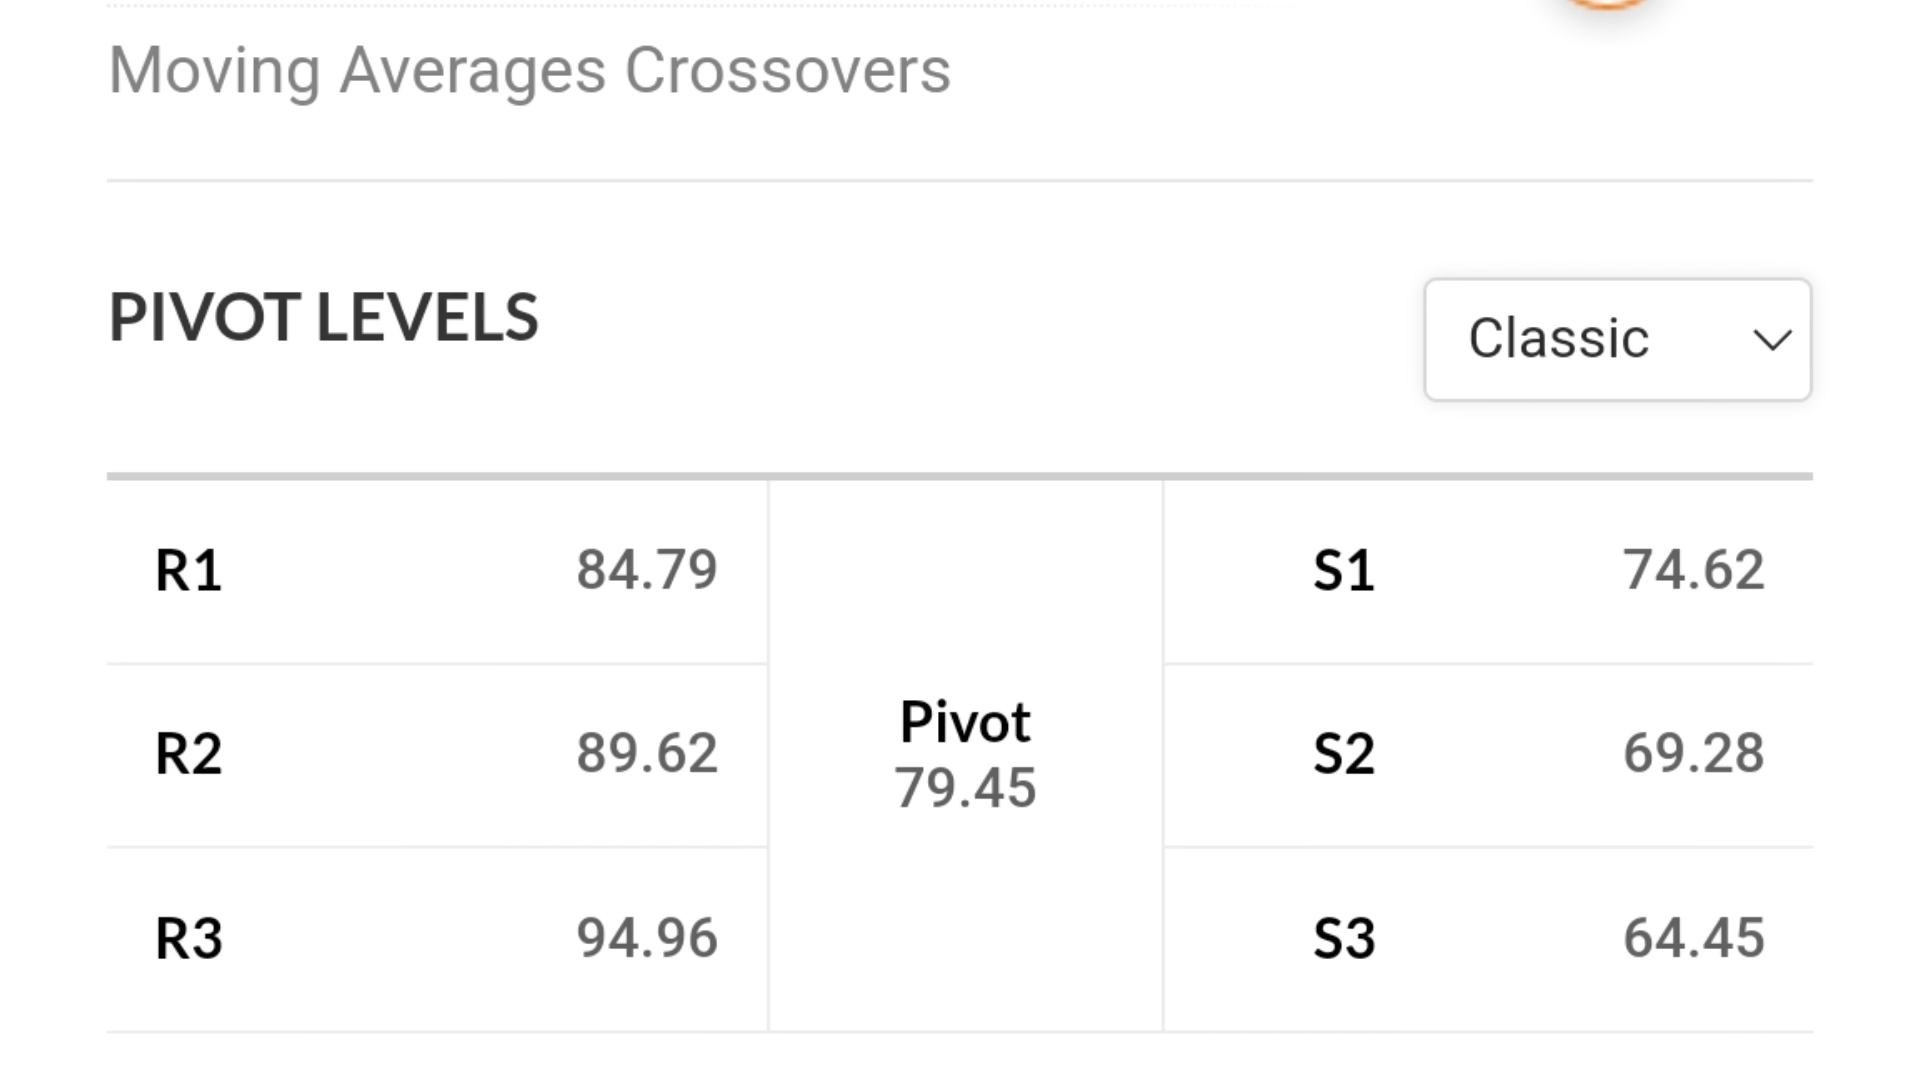 Moving Averages Crossovers
PIVOT LEVELS
Classic
R1 84.79
R2 89.62
R3 94.96
Pivot
79.45
S1 74.62
S2 69.28
S3 64.45